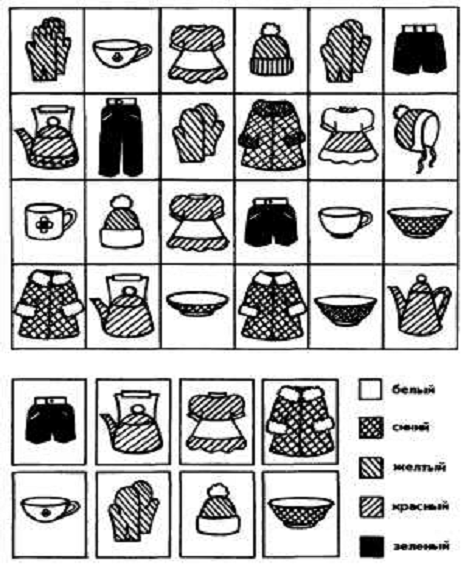 белый
синий
желтый
красный
зеленый